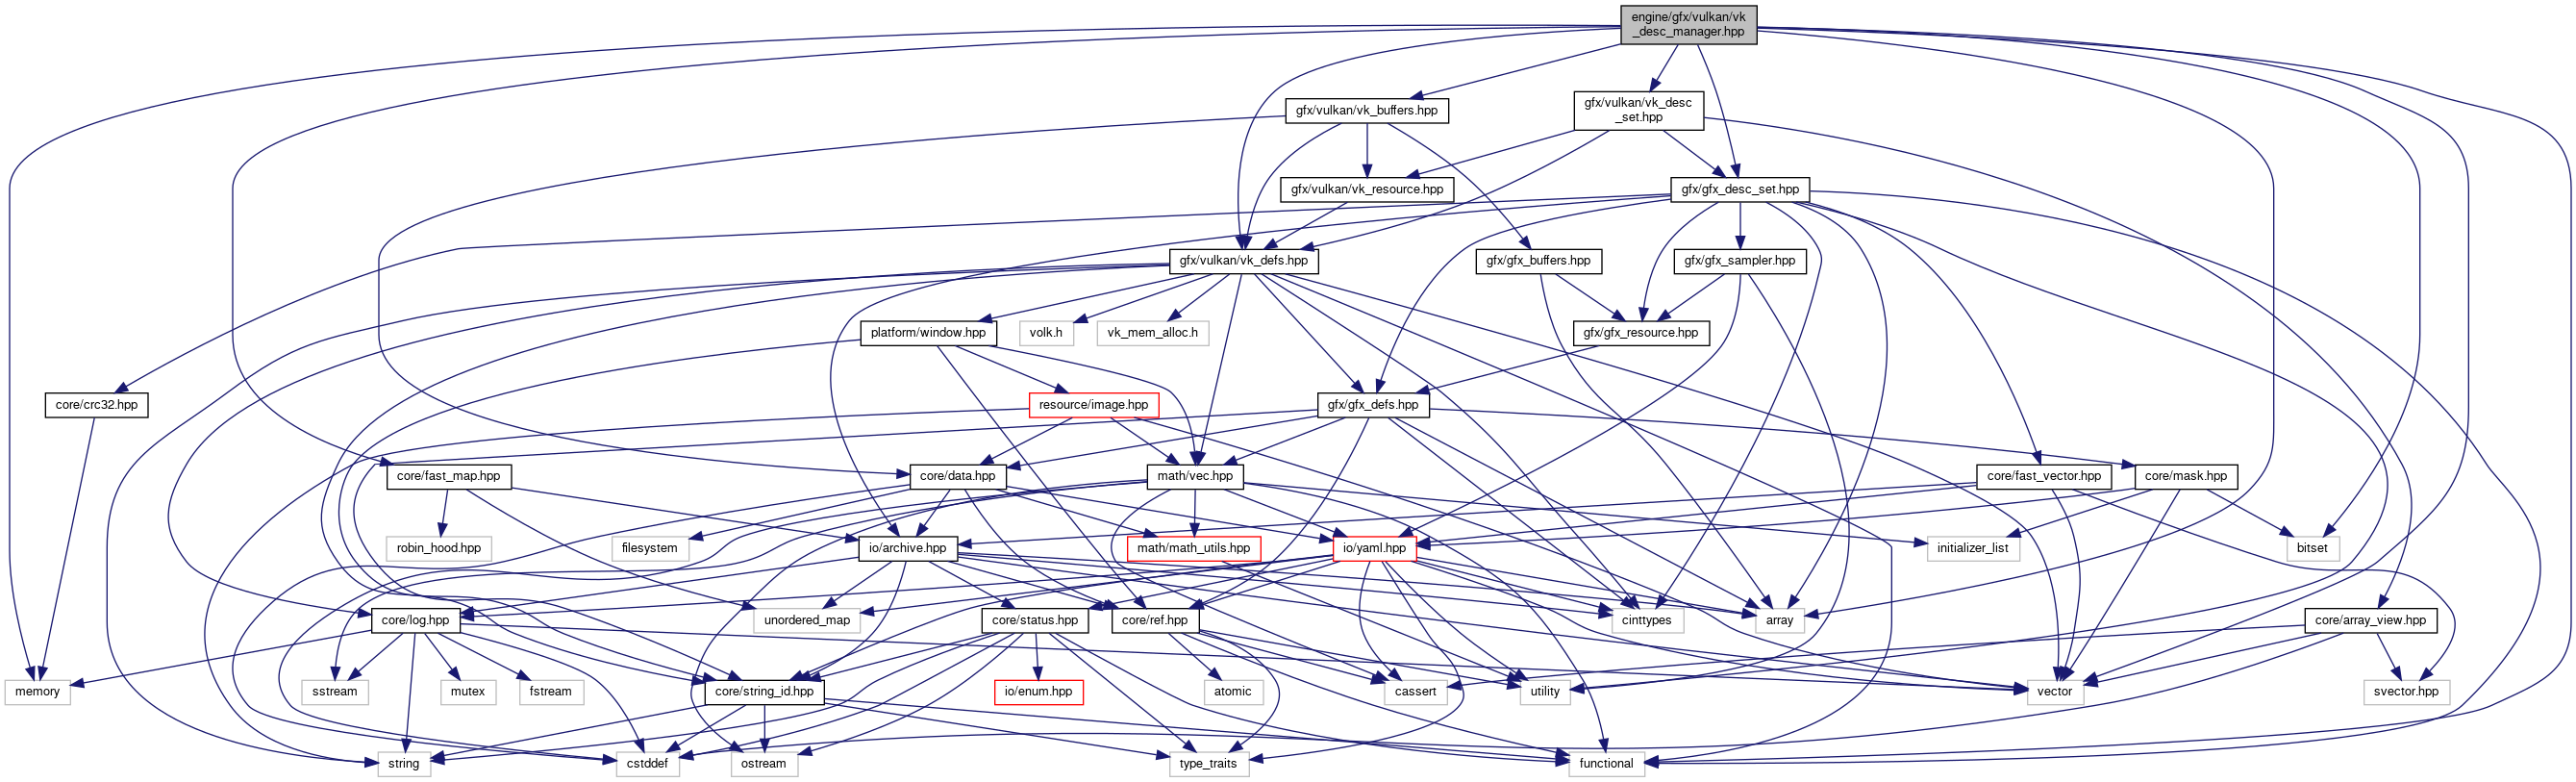 engine/gfx/vulkan/vk
_desc_manager.hpp
gfx/vulkan/vk_buffers.hpp
gfx/vulkan/vk_desc
_set.hpp
gfx/vulkan/vk_resource.hpp
gfx/gfx_desc_set.hpp
gfx/vulkan/vk_defs.hpp
gfx/gfx_buffers.hpp
gfx/gfx_sampler.hpp
platform/window.hpp
volk.h
vk_mem_alloc.h
gfx/gfx_resource.hpp
core/crc32.hpp
resource/image.hpp
gfx/gfx_defs.hpp
core/fast_map.hpp
core/data.hpp
math/vec.hpp
core/fast_vector.hpp
core/mask.hpp
robin_hood.hpp
filesystem
io/archive.hpp
math/math_utils.hpp
io/yaml.hpp
initializer_list
bitset
core/log.hpp
unordered_map
core/status.hpp
core/ref.hpp
cinttypes
array
core/array_view.hpp
memory
sstream
mutex
fstream
core/string_id.hpp
io/enum.hpp
atomic
cassert
utility
vector
svector.hpp
string
cstddef
ostream
type_traits
functional